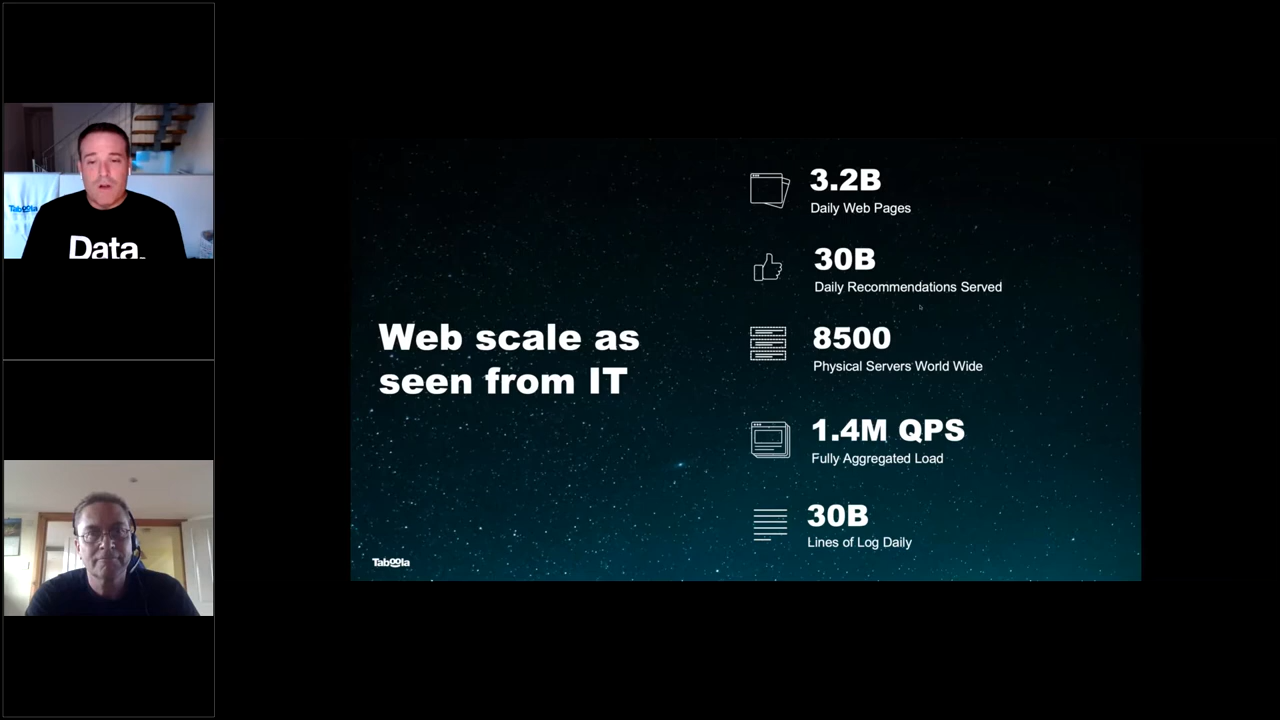 Taboola
Data.
Web scale as
seen from IT
3.2B
Daily Web Pages
30B
Daily Recommendations Served
8500
Physical Servers World Wide
1.4M QPS
Fully Aggregated Load
30B
Lines of Log Daily
Taboola